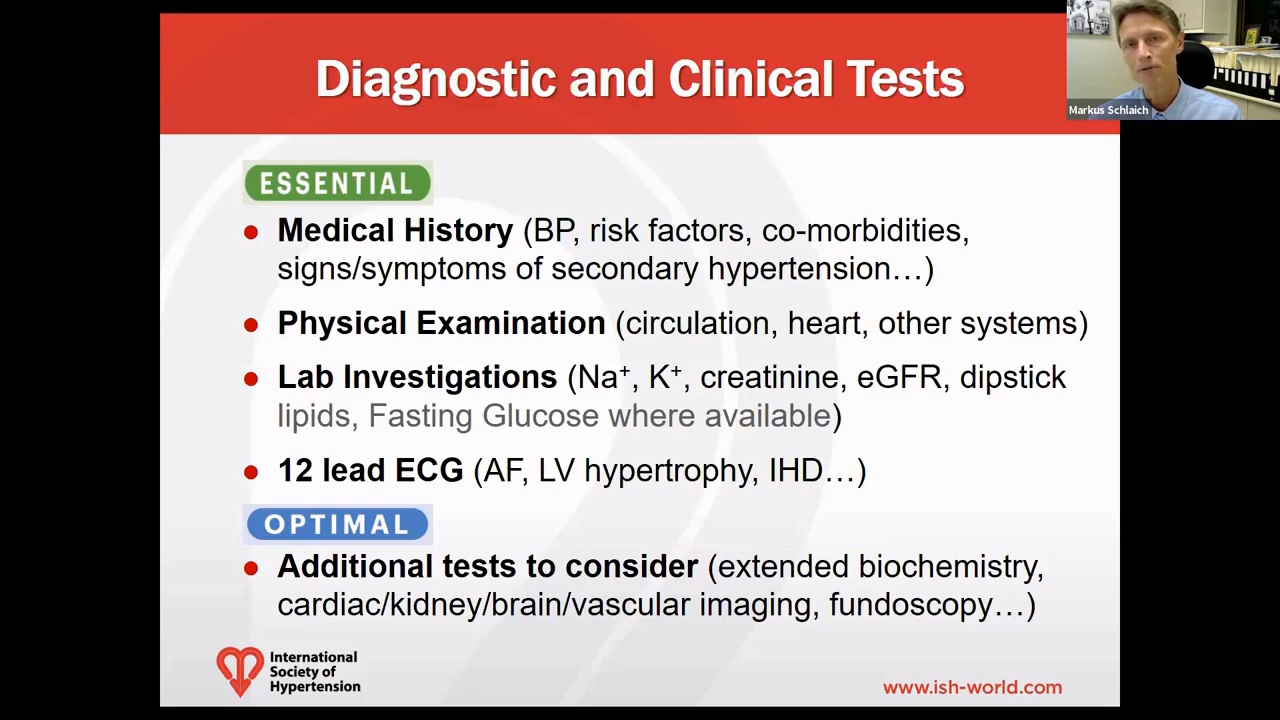 Diagnostic and Clinical Tests
Markus Schlaich
ESSENTIAL
● Medical History (BP, risk factors, co-morbidities,
signs/symptoms of secondary hypertension…)
● Physical Examination (circulation, heart, other systems)
● Lab Investigations (Na⁺, K⁺, creatinine, eGFR, dipstick
lipids, Fasting Glucose where available)
● 12 lead ECG (AF, LV hypertrophy, IHD…)
OPTIMAL
● Additional tests to consider (extended biochemistry,
cardiac/kidney/brain/vascular imaging, fundoscopy…)
International
Society of
Hypertension
www.ish-world.com